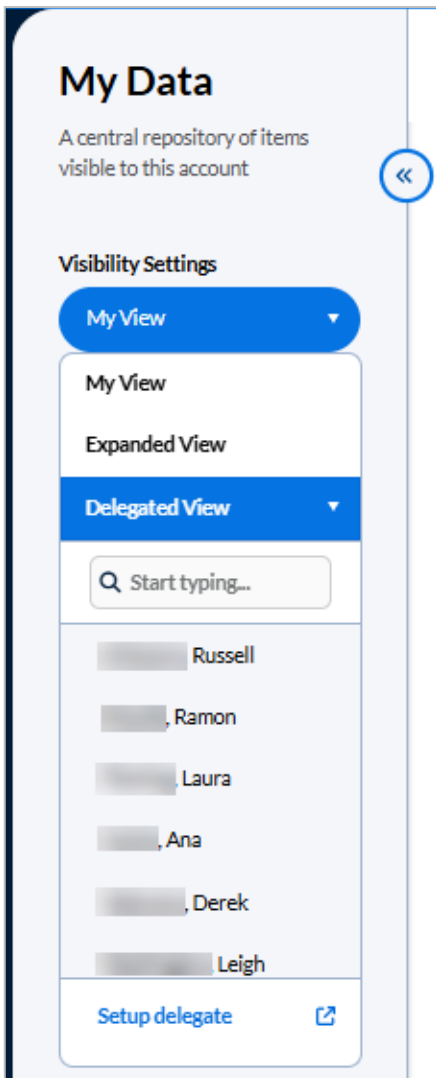 My Data
A central repository of items
visible to this account
Visibility Settings
My View
My View
Expanded View
Delegated View
Start typing...
Russell
, Ramon
, Laura
, Ana
, Derek
Leigh
Setup delegate